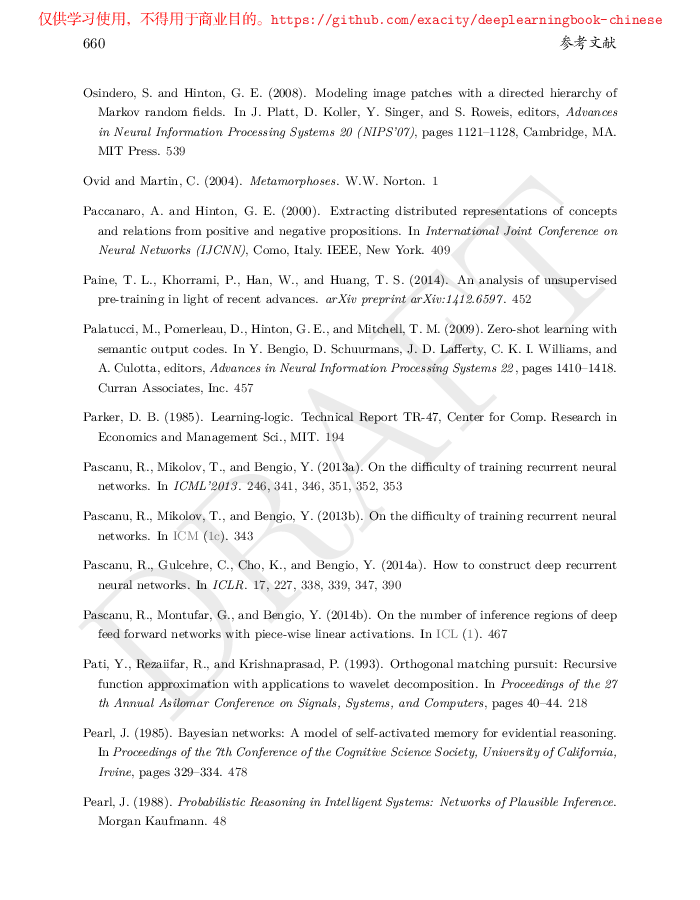 仅供学习使用，不得用于商业目的。https://github.com/exacity/deeplearningbook-chinese
660 参考文献
Osindero, S. and Hinton, G. E. (2008). Modeling image patches with a directed hierarchy of
Markov random fields. In J. Platt, D. Koller, Y. Singer, and S. Roweis, editors, Advances
in Neural Information Processing Systems 20 (NIPS'07), pages 1121–1128, Cambridge, MA.
MIT Press. 539
Ovid and Martin, C. (2004). Metamorphoses. W.W. Norton. 1
Paccanaro, A. and Hinton, G. E. (2000). Extracting distributed representations of concepts
and relations from positive and negative propositions. In International Joint Conference on
Neural Networks (IJCNN), Como, Italy. IEEE, New York. 409
Paine, T. L., Khorrami, P., Han, W., and Huang, T. S. (2014). An analysis of unsupervised
pre-training in light of recent advances. arXiv preprint arXiv:1412.6597. 452
Palatucci, M., Pomerleau, D., Hinton, G. E., and Mitchell, T. M. (2009). Zero-shot learning with
semantic output codes. In Y. Bengio, D. Schuurmans, J. D. Lafferty, C. K. I. Williams, and
A. Culotta, editors, Advances in Neural Information Processing Systems 22, pages 1410–1418.
Curran Associates, Inc. 457
Parker, D. B. (1985). Learning-logic. Technical Report TR-47, Center for Comp. Research in
Economics and Management Sci., MIT. 194
Pascanu, R., Mikolov, T., and Bengio, Y. (2013a). On the difficulty of training recurrent neural
networks. In ICML'2013. 246, 341, 346, 351, 352, 353
Pascanu, R., Mikolov, T., and Bengio, Y. (2013b). On the difficulty of training recurrent neural
networks. In ICM (1c). 343
Pascanu, R., Gulcehre, C., Cho, K., and Bengio, Y. (2014a). How to construct deep recurrent
neural networks. In ICLR. 17, 227, 338, 339, 347, 390
Pascanu, R., Montufar, G., and Bengio, Y. (2014b). On the number of inference regions of deep
feed forward networks with piece-wise linear activations. In ICL (1). 467
Pati, Y., Rezaiifar, R., and Krishnaprasad, P. (1993). Orthogonal matching pursuit: Recursive
function approximation with applications to wavelet decomposition. In Proceedings of the 27
th Annual Asilomar Conference on Signals, Systems, and Computers, pages 40–44. 218
Pearl, J. (1985). Bayesian networks: A model of self-activated memory for evidential reasoning.
In Proceedings of the 7th Conference of the Cognitive Science Society, University of California,
Irvine, pages 329–334. 478
Pearl, J. (1988). Probabilistic Reasoning in Intelligent Systems: Networks of Plausible Inference.
Morgan Kaufmann. 48
DRAFT